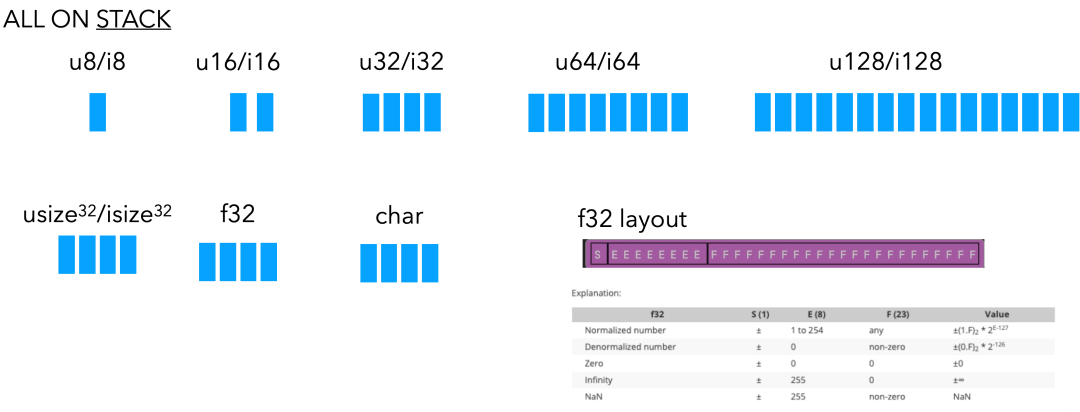 ALL ON STACK
u8/i8 u16/i16 u32/i32 u64/i64 u128/i128
usize³²/isize³² f32 char f32 layout
S E E E E E E E E F F F F F F F F F F F F F F F F F F F F F F F
Explanation:
f32 S (1) E (8) F (23) Value
Normalized number ± 1 to 254 any ±(1.F)₂ * 2ᴱ⁻¹²⁷
Denormalized number ± 0 non-zero ±(0.F)₂ * 2⁻¹²⁶
Zero ± 0 0 ±0
Infinity ± 255 0 ±∞
NaN ± 255 non-zero NaN